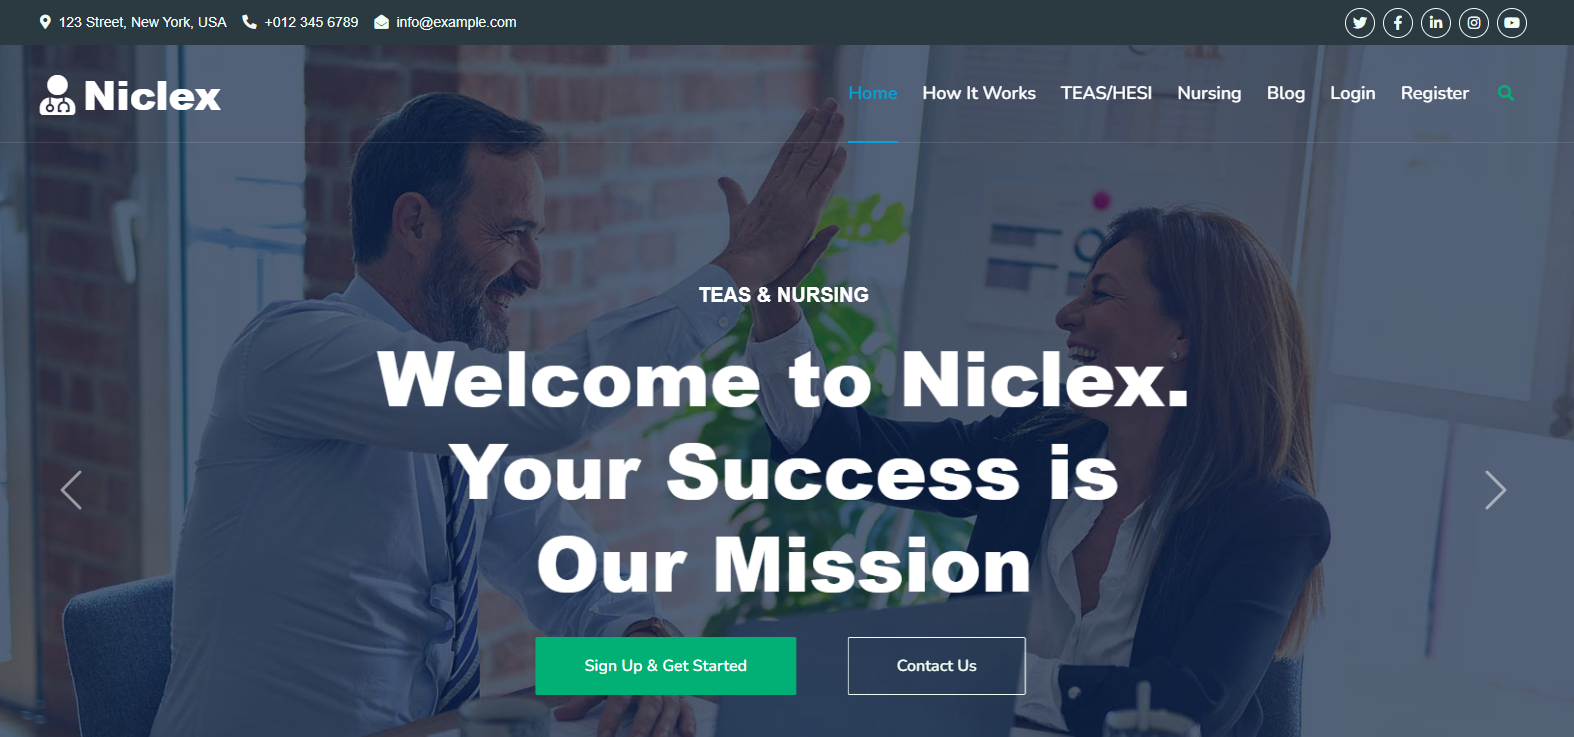 123 Street, New York, USA +012 345 6789 info@example.com
Niclex
Home How It Works TEAS/HESI Nursing Blog Login Register
TEAS & NURSING
Welcome to Niclex.
Your Success is
Our Mission
Sign Up & Get Started Contact Us